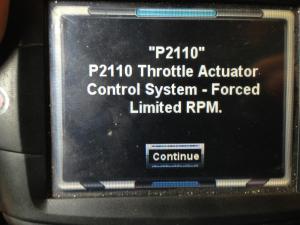 "P2110"
P2110 Throttle Actuator
Control System - Forced
Limited RPM.
Continue